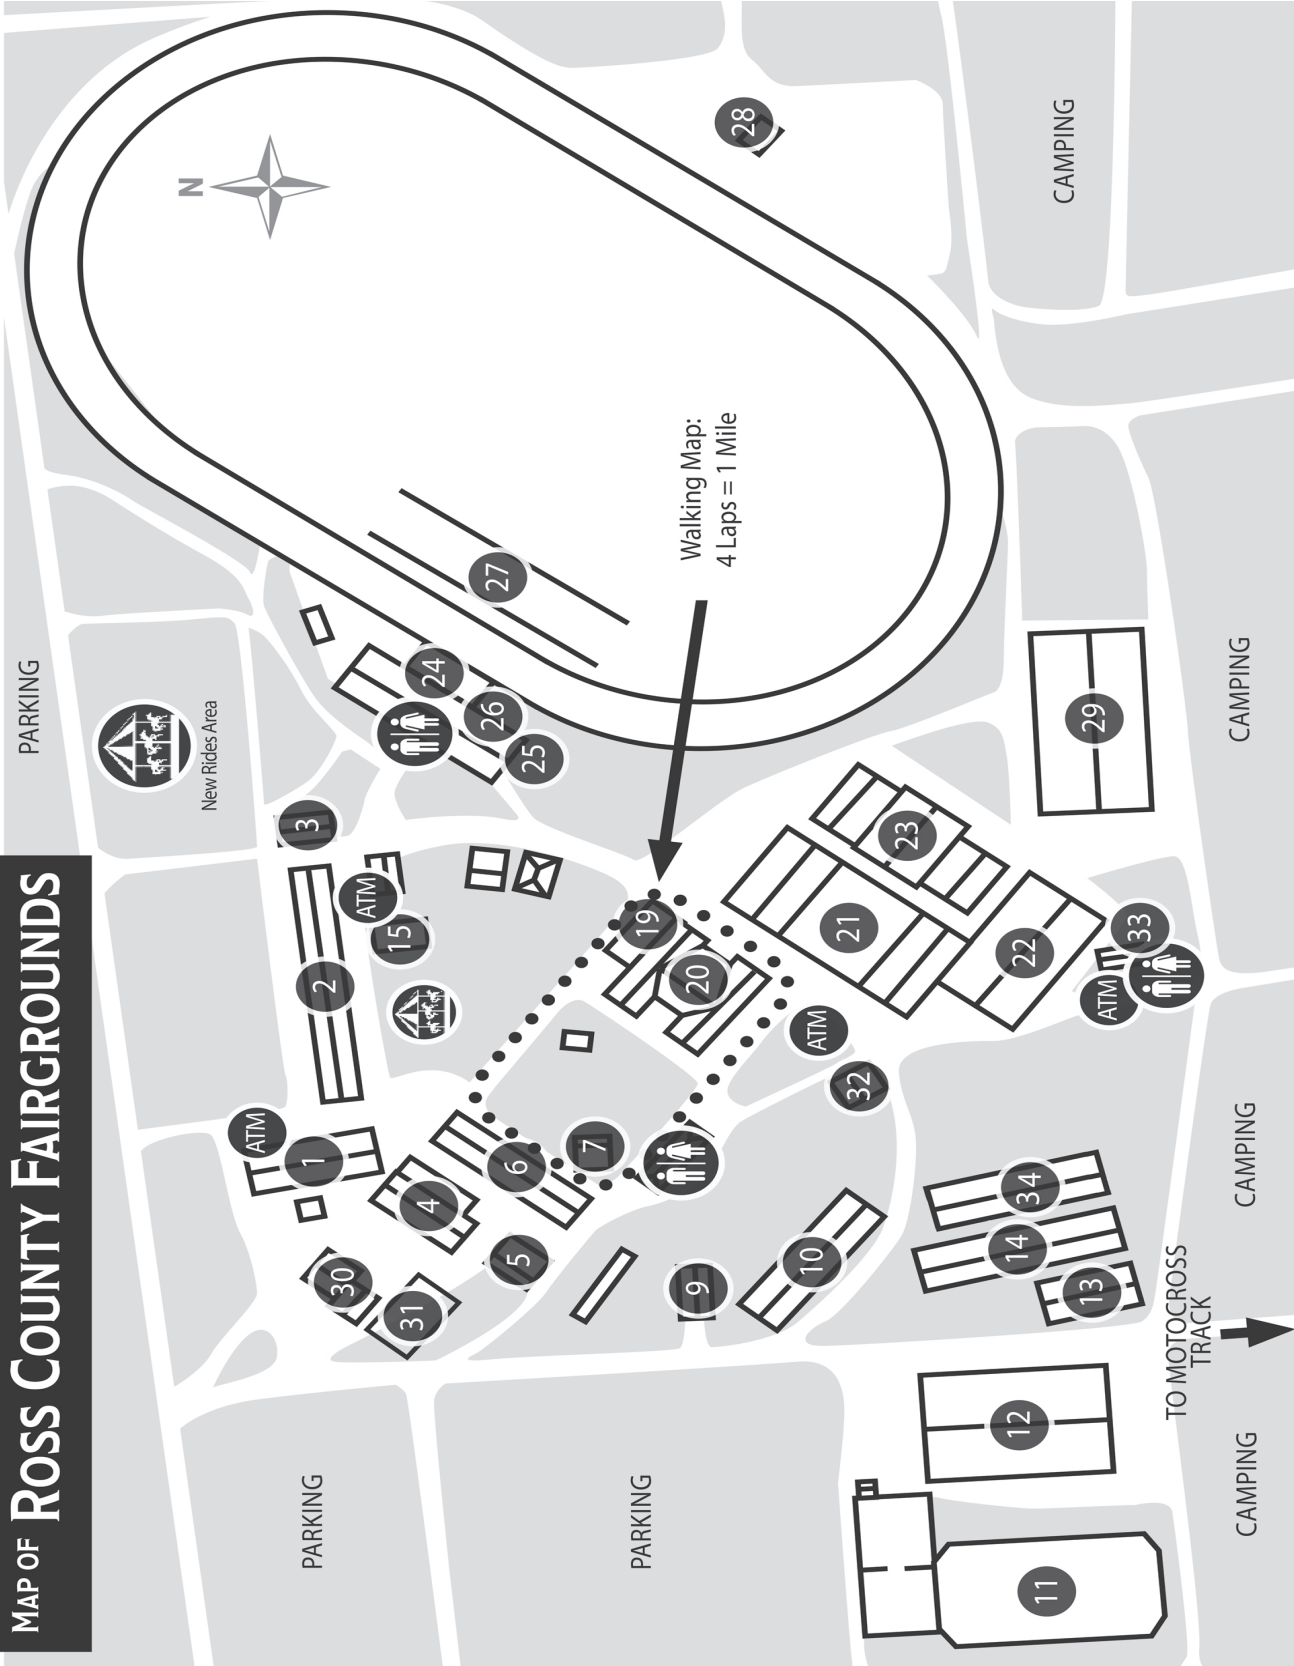 MAP OF ROSS COUNTY FAIRGROUNDS
PARKING
New Rides Area
N
ATM
3
PARKING
1
2
30
ATM
15
31
4
24
6
5
26
27
25
7
PARKING
19
9
20
Walking Map:
4 Laps = 1 Mile
28
10
ATM
32
21
23
12
14
34
22
11
13
29
CAMPING
ATM
33
TO MOTOCROSS
TRACK
CAMPING
CAMPING
CAMPING